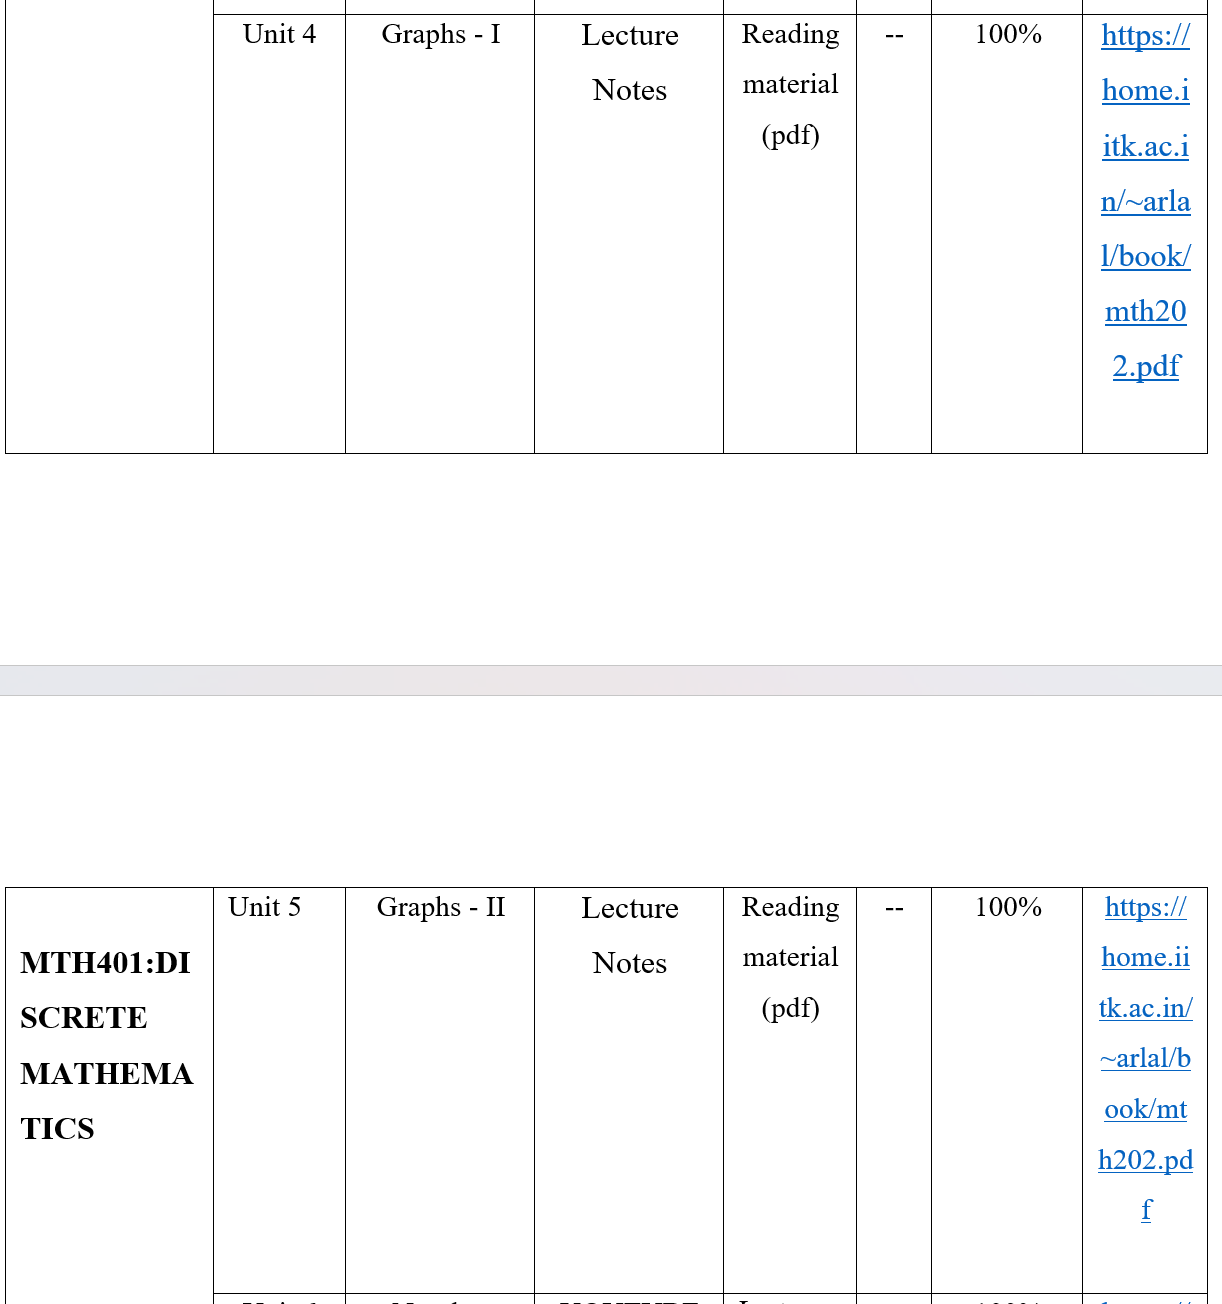 Unit 4
Graphs - I
Lecture
Notes
Reading
material
(pdf)
--
100%
https://
home.i
itk.ac.i
n/~arla
l/book/
mth20
2.pdf
MTH401:DI
SCRETE
MATHEMA
TICS
Unit 5
Graphs - II
Lecture
Notes
Reading
material
(pdf)
--
100%
https://
home.ii
tk.ac.in/
~arlal/b
ook/mt
h202.pd
f